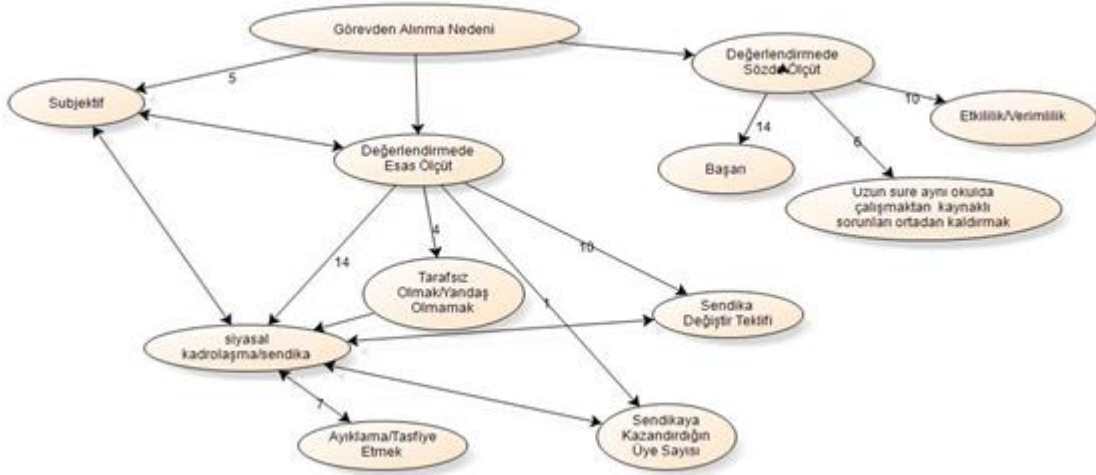 Görevden Alınma Nedeni
Değerlendirmede
Sözde Ölçüt
5
Subjektif
10
Etkililik/Verimlilik
14
Başarı
6
Değerlendirmede
Esas Ölçüt
Uzun sure aynı okulda
çalışmaktan kaynaklı
sorunları ortadan kaldırmak
4
10
14
Tarafsız
Olmak/Yandaş
Olmamak
1
Sendika
Değiştir Teklifi
siyasal
kadrolaşma/sendika
7
Ayıklama/Tasfiye
Etmek
Sendikaya
Kazandırdığın
Üye Sayısı